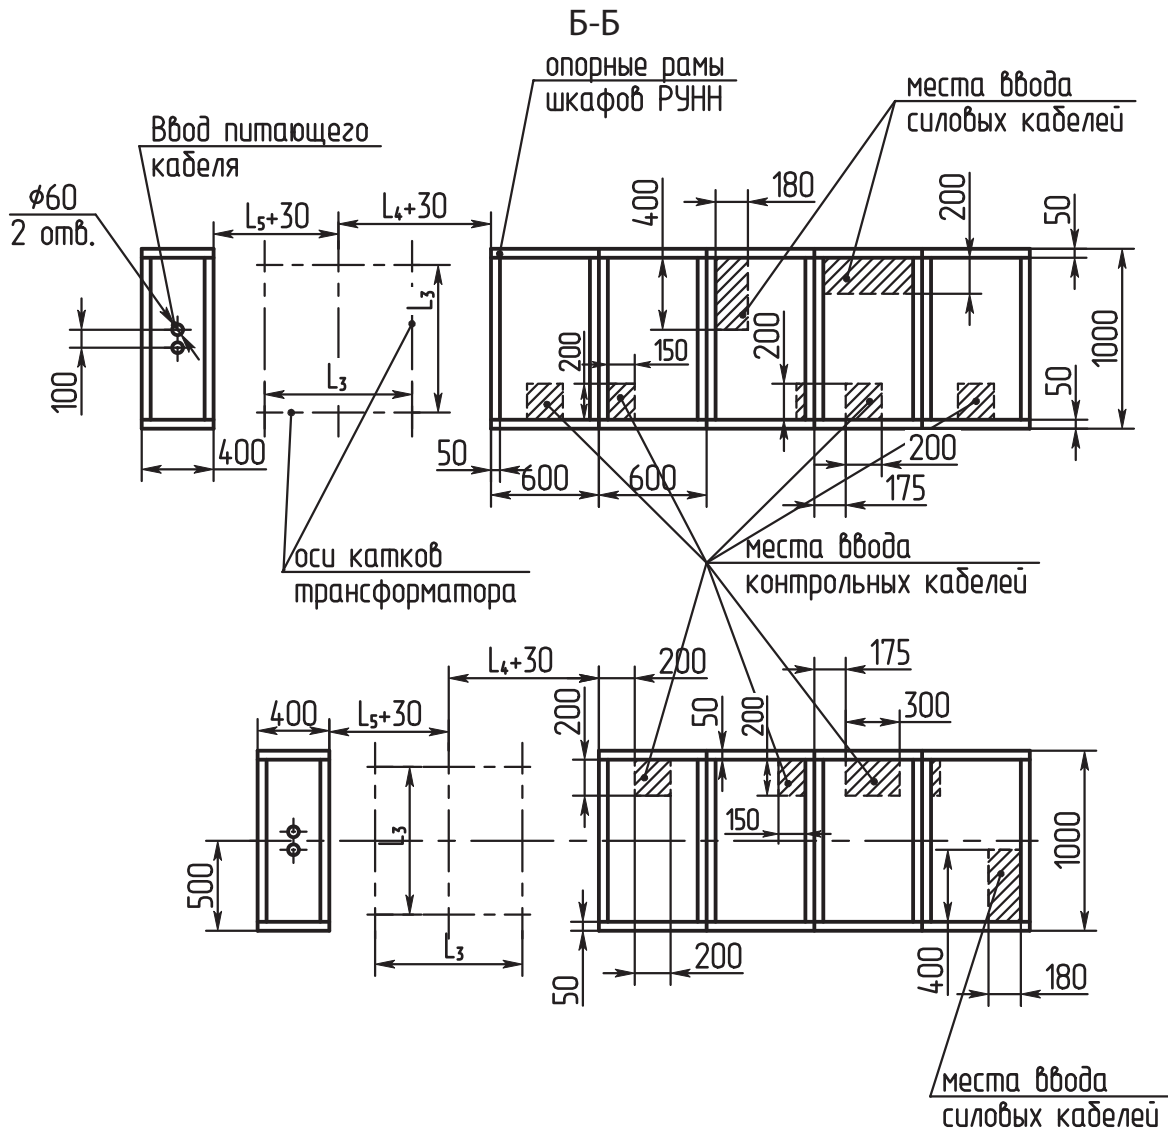 Б-Б
опорные рамы
шкафов РУНН
места ввода
силовых кабелей
Ввод питающего
кабеля
ϕ60
2 отв.
L₅+30
L₄+30
400
180
200
50
L₃
1000
100
L₃
200
150
200
50
400
50
600
600
200
175
оси катков
трансформатора
места ввода
контрольных кабелей
L₄+30
200
175
400
L₅+30
200
50
200
300
L₃
150
1000
500
L₃
50
200
400
180
места ввода
силовых кабелей